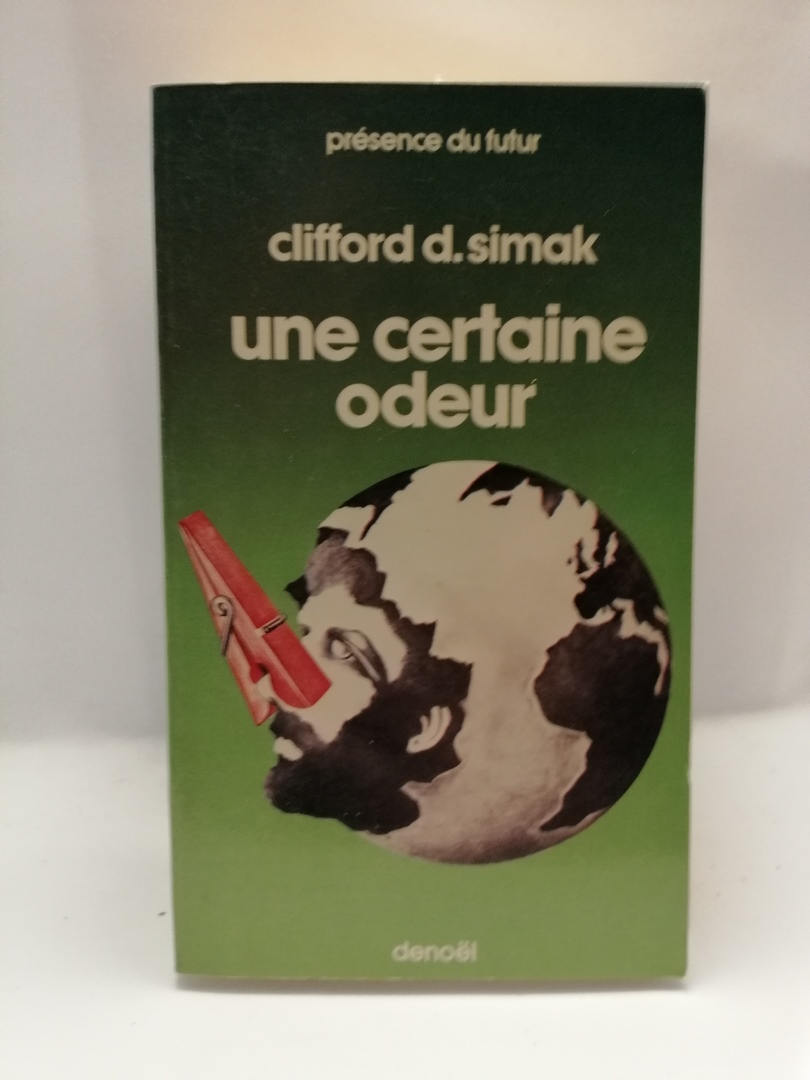 présence du futur
clifford d. simak
une certaine
odeur
denoël